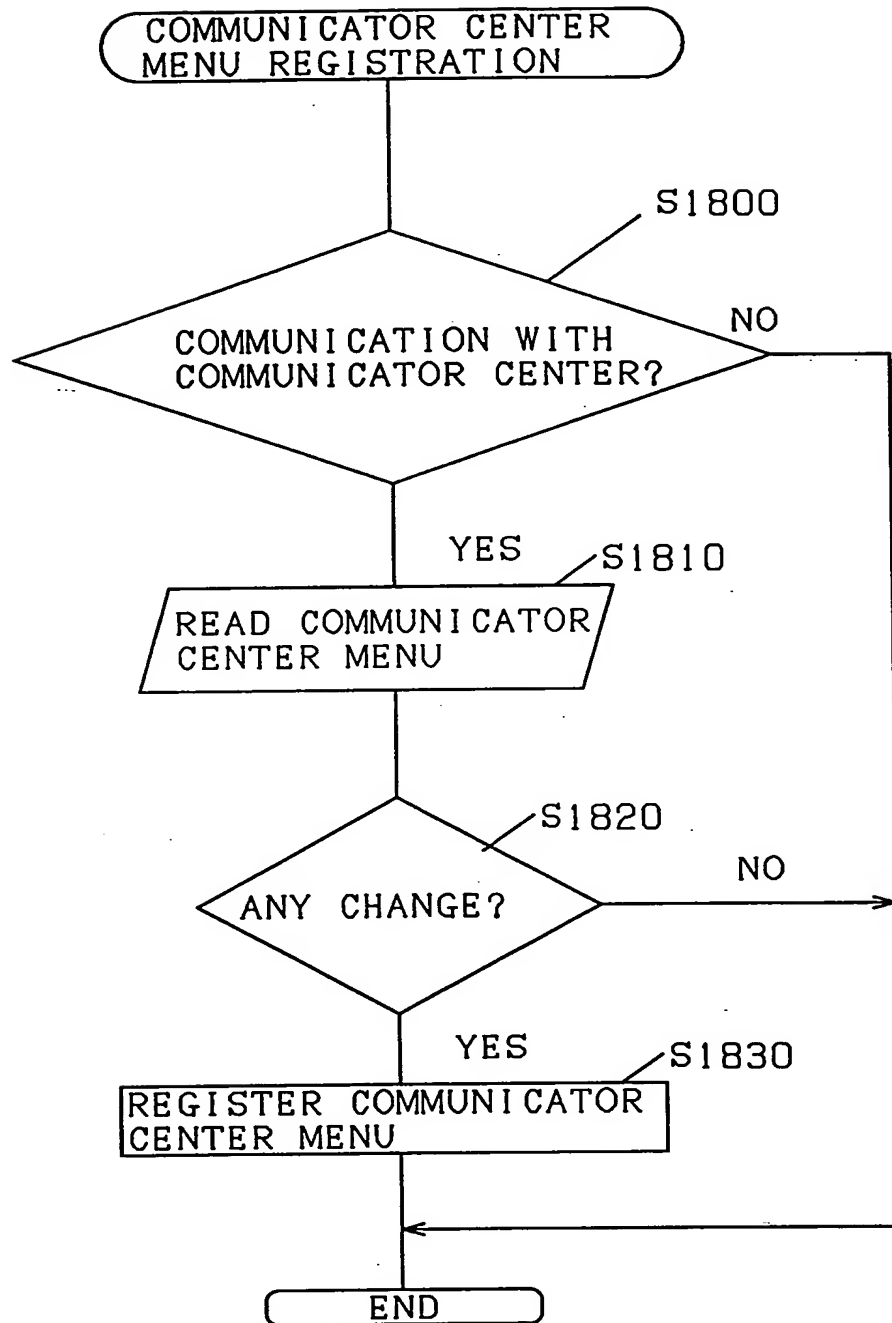 COMMUNICATOR CENTER
MENU REGISTRATION
S1800
NO
COMMUNICATION WITH
COMMUNICATOR CENTER?
YES
S1810
READ COMMUNICATOR
CENTER MENU
S1820
NO
ANY CHANGE?
YES
S1830
REGISTER COMMUNICATOR
CENTER MENU
END